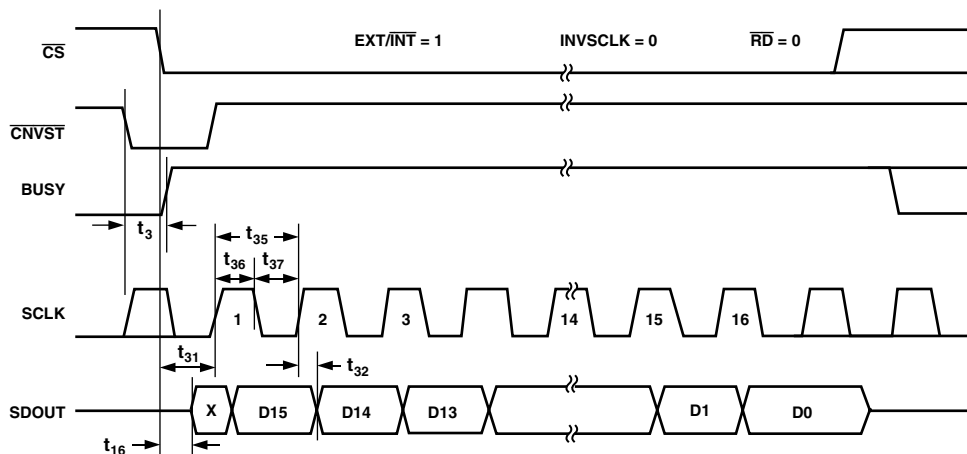 CS EXT/INT = 1 INVSCLK = 0 RD = 0
CNVST
BUSY
t3
t35
t36 t37
SCLK 1 2 3 14 15 16
t31
t32
SDOUT X D15 D14 D13 D1 D0
t16